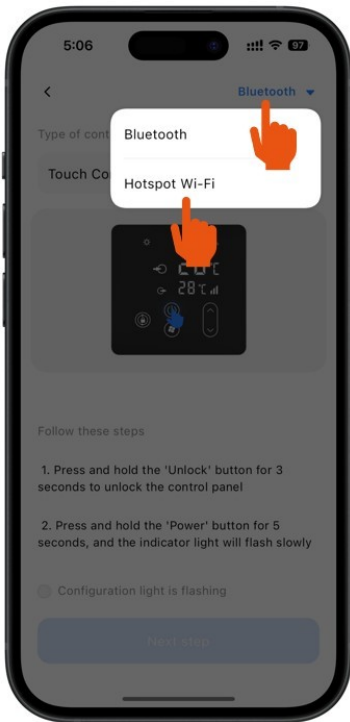 5:06
97
Bluetooth
Type of cont
Bluetooth
Touch Co
Hotspot Wi-Fi
28℃
Follow these steps
1. Press and hold the 'Unlock' button for 3
seconds to unlock the control panel
2. Press and hold the 'Power' button for 5
seconds, and the indicator light will flash slowly
Configuration light is flashing
Next step